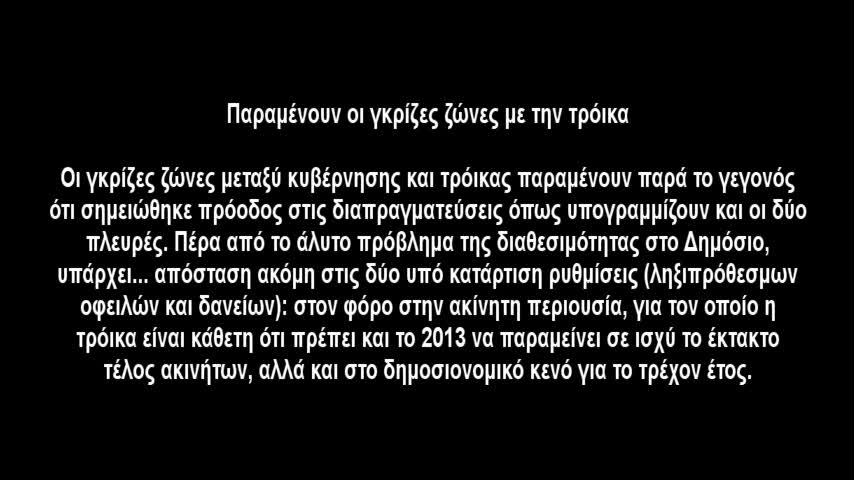 Παραμένουν οι γκρίζες ζώνες με την τρόικα
Οι γκρίζες ζώνες μεταξύ κυβέρνησης και τρόικας παραμένουν παρά το γεγονός
ότι σημειώθηκε πρόοδος στις διαπραγματεύσεις όπως υπογραμμίζουν και οι δύο
πλευρές. Πέρα από το άλυτο πρόβλημα της διαθεσιμότητας στο Δημόσιο,
υπάρχει... απόσταση ακόμη στις δύο υπό κατάρτιση ρυθμίσεις (ληξιπρόθεσμων
οφειλών και δανείων): στον φόρο στην ακίνητη περιουσία, για τον οποίο η
τρόικα είναι κάθετη ότι πρέπει και το 2013 να παραμείνει σε ισχύ το έκτακτο
τέλος ακινήτων, αλλά και στο δημοσιονομικό κενό για το τρέχον έτος.